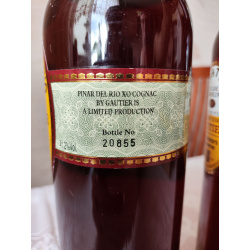 PINAR DEL RIO XO COGNAC
BY GAUTIER IS
A LIMITED PRODUCTION
Bottle No
20855